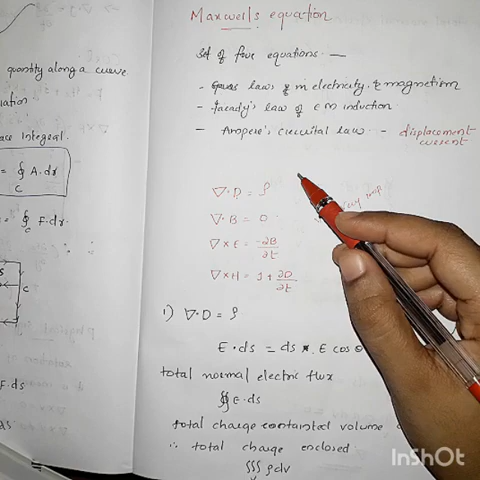 quantity along a curve
Maxwell's equation
Set of four equations —
- Gauss laws of in electricity & magnetism
- Faraday's law of EM induction
- Ampere's circuital law - displacement current
= ∮ A.dr
C
= ∮ F.dr
C
∇.D = ρ
∇.B = 0
∇×E = -∂B/∂t
∇×H = J + ∂D/∂t
S
C
1) ∇.D = ρ
E.ds = ds × E cos θ
total normal electric flux
∯ E.ds
total charge contained volume
∴ total charge enclosed
∭ ρdv
V
F.ds
InShOt